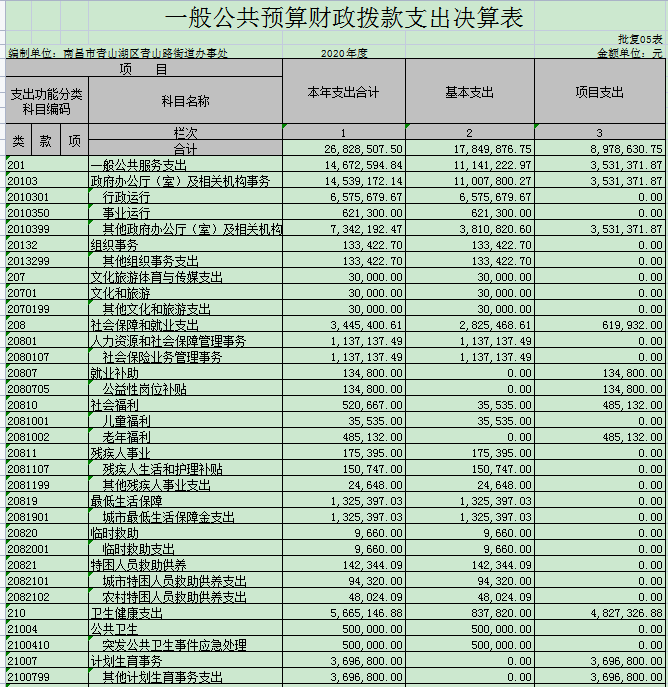 一般公共预算财政拨款支出决算表
批复05表
编制单位：南昌市青山湖区青山路街道办事处 2020年度 金额单位：元
项 目 本年支出合计 基本支出 项目支出
支出功能分类科目编码 科目名称
类 款 项 栏次 1 2 3
合计 26,828,507.50 17,849,876.75 8,978,630.75
201 一般公共服务支出 14,672,594.84 11,141,222.97 3,531,371.87
20103 政府办公厅（室）及相关机构事务 14,539,172.14 11,007,800.27 3,531,371.87
2010301 行政运行 6,575,679.67 6,575,679.67 0.00
2010350 事业运行 621,300.00 621,300.00 0.00
2010399 其他政府办公厅（室）及相关机构 7,342,192.47 3,810,820.60 3,531,371.87
20132 组织事务 133,422.70 133,422.70 0.00
2013299 其他组织事务支出 133,422.70 133,422.70 0.00
207 文化旅游体育与传媒支出 30,000.00 30,000.00 0.00
20701 文化和旅游 30,000.00 30,000.00 0.00
2070199 其他文化和旅游支出 30,000.00 30,000.00 0.00
208 社会保障和就业支出 3,445,400.61 2,825,468.61 619,932.00
20801 人力资源和社会保障管理事务 1,137,137.49 1,137,137.49 0.00
2080107 社会保险业务管理事务 1,137,137.49 1,137,137.49 0.00
20807 就业补助 134,800.00 0.00 134,800.00
2080705 公益性岗位补贴 134,800.00 0.00 134,800.00
20810 社会福利 520,667.00 35,535.00 485,132.00
2081001 儿童福利 35,535.00 35,535.00 0.00
2081002 老年福利 485,132.00 0.00 485,132.00
20811 残疾人事业 175,395.00 175,395.00 0.00
2081107 残疾人生活和护理补贴 150,747.00 150,747.00 0.00
2081199 其他残疾人事业支出 24,648.00 24,648.00 0.00
20819 最低生活保障 1,325,397.03 1,325,397.03 0.00
2081901 城市最低生活保障金支出 1,325,397.03 1,325,397.03 0.00
20820 临时救助 9,660.00 9,660.00 0.00
2082001 临时救助支出 9,660.00 9,660.00 0.00
20821 特困人员救助供养 142,344.09 142,344.09 0.00
2082101 城市特困人员救助供养支出 94,320.00 94,320.00 0.00
2082102 农村特困人员救助供养支出 48,024.09 48,024.09 0.00
210 卫生健康支出 5,665,146.88 837,820.00 4,827,326.88
21004 公共卫生 500,000.00 500,000.00 0.00
2100410 突发公共卫生事件应急处理 500,000.00 500,000.00 0.00
21007 计划生育事务 3,696,800.00 0.00 3,696,800.00
2100799 其他计划生育事务支出 3,696,800.00 0.00 3,696,800.00